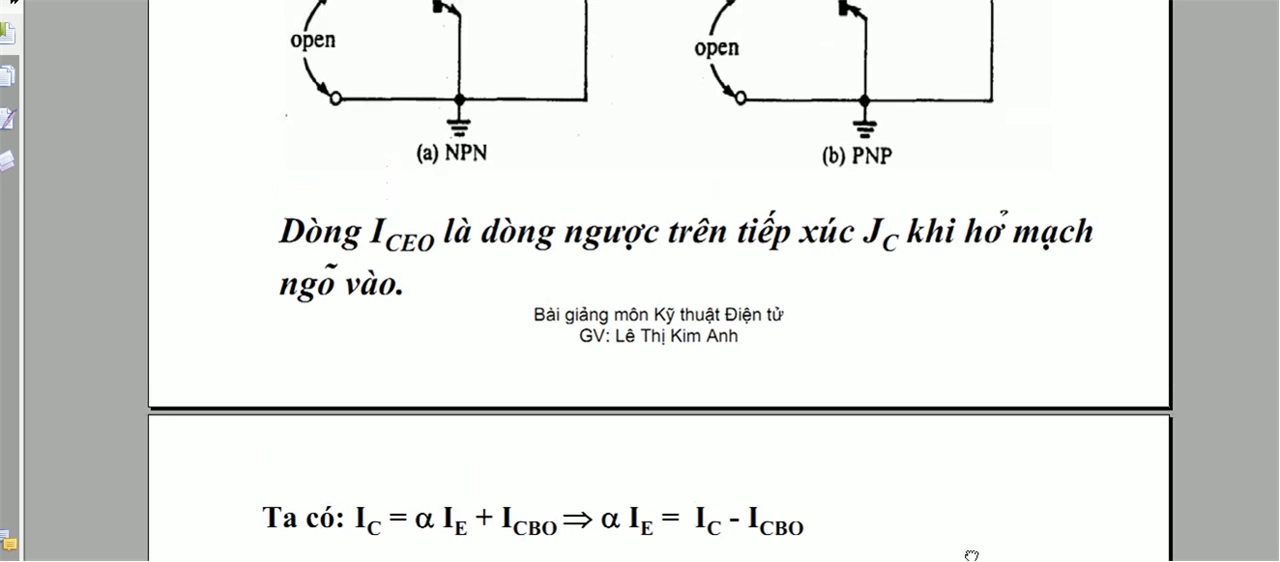 open
open
(a) NPN
(b) PNP
Dòng I_CEO là dòng ngược trên tiếp xúc J_C khi hở mạch
ngõ vào.
Bài giảng môn Kỹ thuật Điện tử
GV: Lê Thị Kim Anh
Ta có: I_C = α I_E + I_CBO ⇒ α I_E = I_C - I_CBO